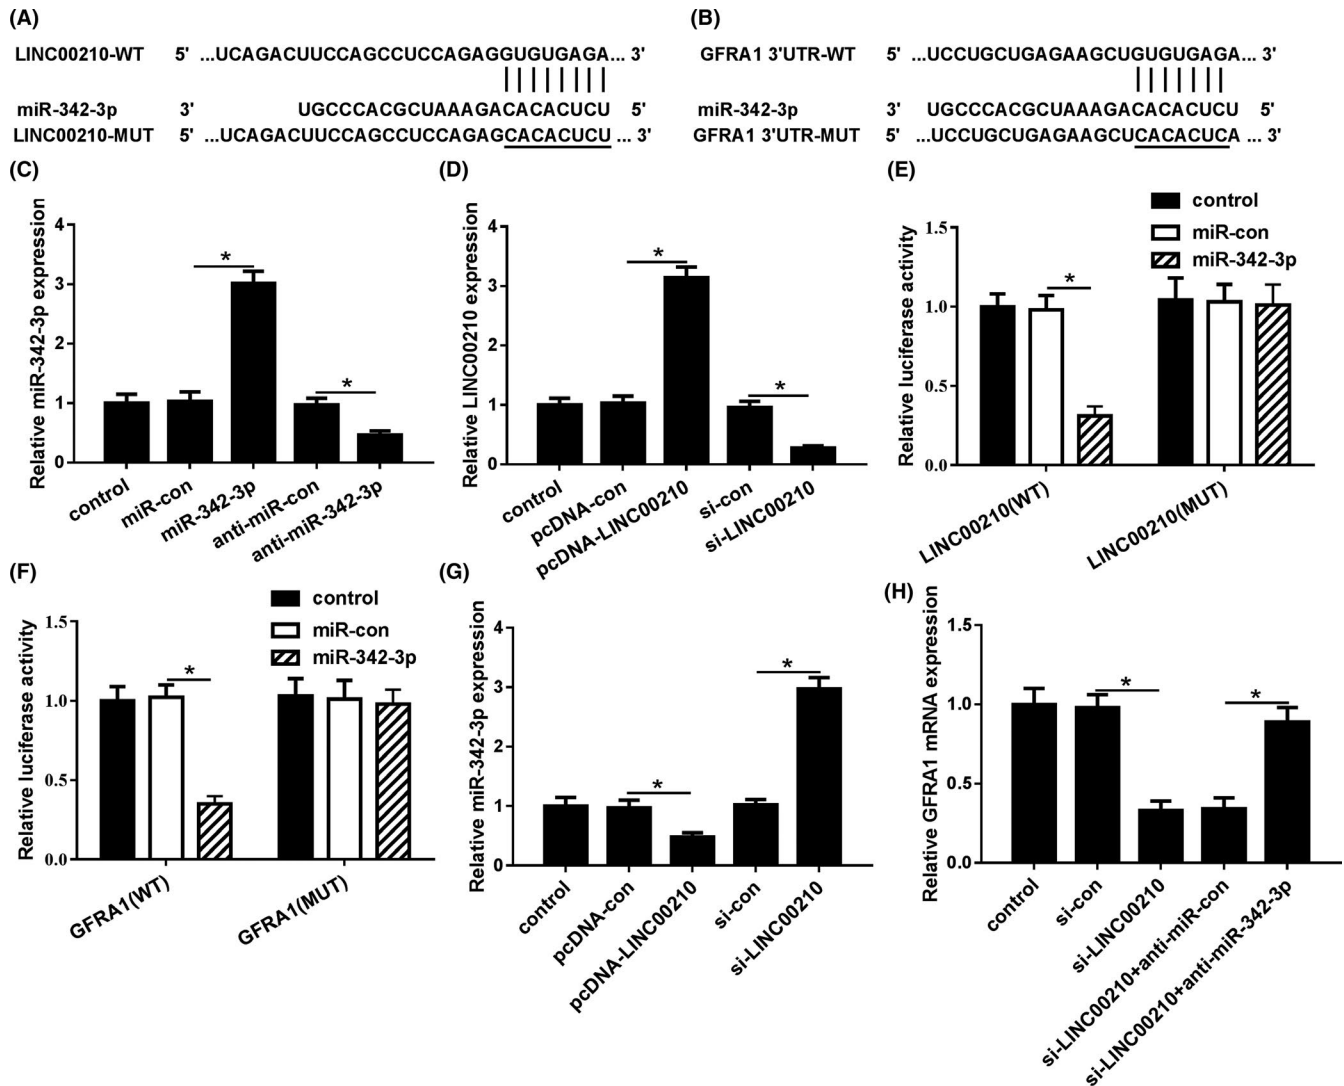 (A)
LINC00210-WT 5' ...UCAGACUUCCAGCCUCCAGAGGUGUGAGA... 3'
miR-342-3p 3' UGCCCACGCUAAAGACACACUCU 5'
LINC00210-MUT 5' ...UCAGACUUCCAGCCUCCAGAGCACACUCU ... 3'
(B)
GFRA1 3'UTR-WT 5' ...UCCUGCUGAGAAGCUGUGUGAGA... 3'
miR-342-3p 3' UGCCCACGCUAAAGACACACUCU 5'
GFRA1 3'UTR-MUT 5' ...UCCUGCUGAGAAGCUCACACUCA ... 3'
(C)
Relative miR-342-3p expression
4
3
2
1
0
*
*
control
miR-con
miR-342-3p
anti-miR-con
anti-miR-342-3p
(D)
Relative LINC00210 expression
4
3
2
1
0
*
*
control
pcDNA-con
pcDNA-LINC00210
si-con
si-LINC00210
(E)
control
miR-con
miR-342-3p
Relative luciferase activity
1.5
1.0
0.5
0.0
*
LINC00210(WT)
LINC00210(MUT)
(F)
control
miR-con
miR-342-3p
Relative luciferase activity
1.5
1.0
0.5
0.0
*
GFRA1(WT)
GFRA1(MUT)
(G)
Relative miR-342-3p expression
4
3
2
1
0
*
*
control
pcDNA-con
pcDNA-LINC00210
si-con
si-LINC00210
(H)
Relative GFRA1 mRNA expression
1.5
1.0
0.5
0.0
*
*
control
si-con
si-LINC00210
si-LINC00210+anti-miR-con
si-LINC00210+anti-miR-342-3p